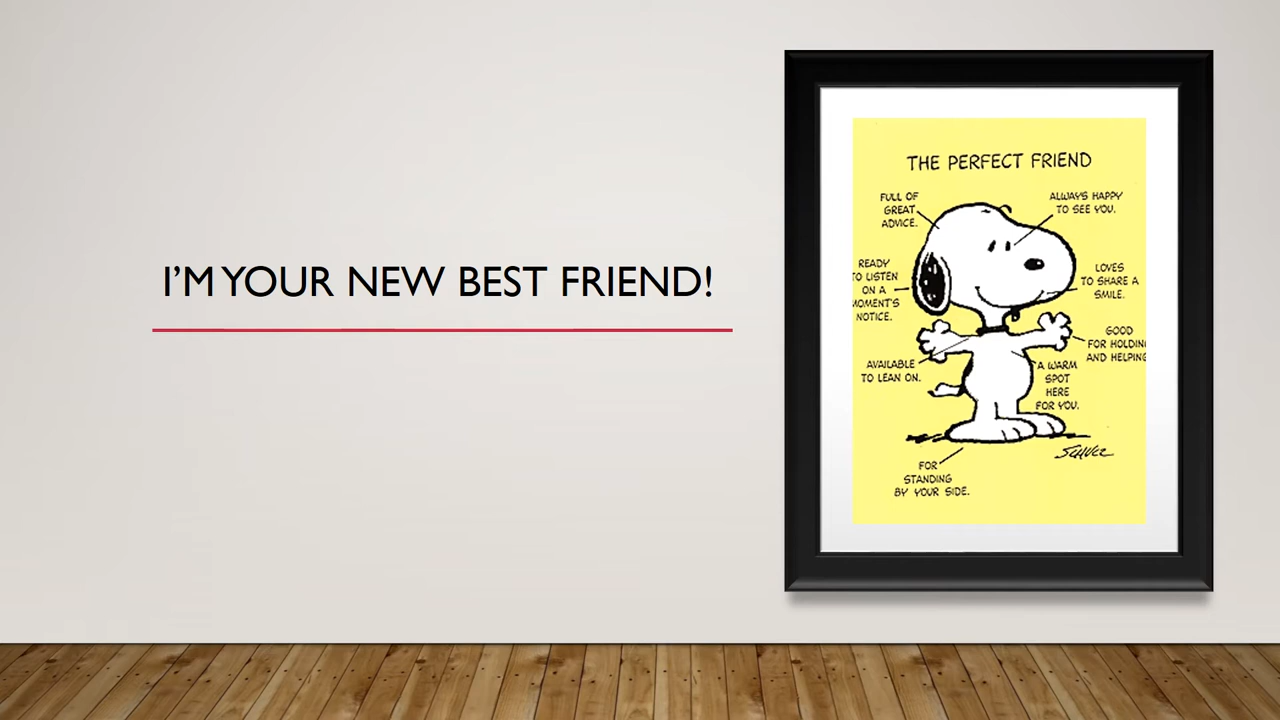 I'M YOUR NEW BEST FRIEND!
THE PERFECT FRIEND
FULL OF
GREAT
ADVICE.
ALWAYS HAPPY
TO SEE YOU.
READY
TO LISTEN
ON A
MOMENT'S
NOTICE.
LOVES
TO SHARE A
SMILE.
GOOD
FOR HOLDING
AND HELPING
AVAILABLE
TO LEAN ON.
A WARM
SPOT
HERE
FOR YOU.
SCHULZ
FOR
STANDING
BY YOUR SIDE.